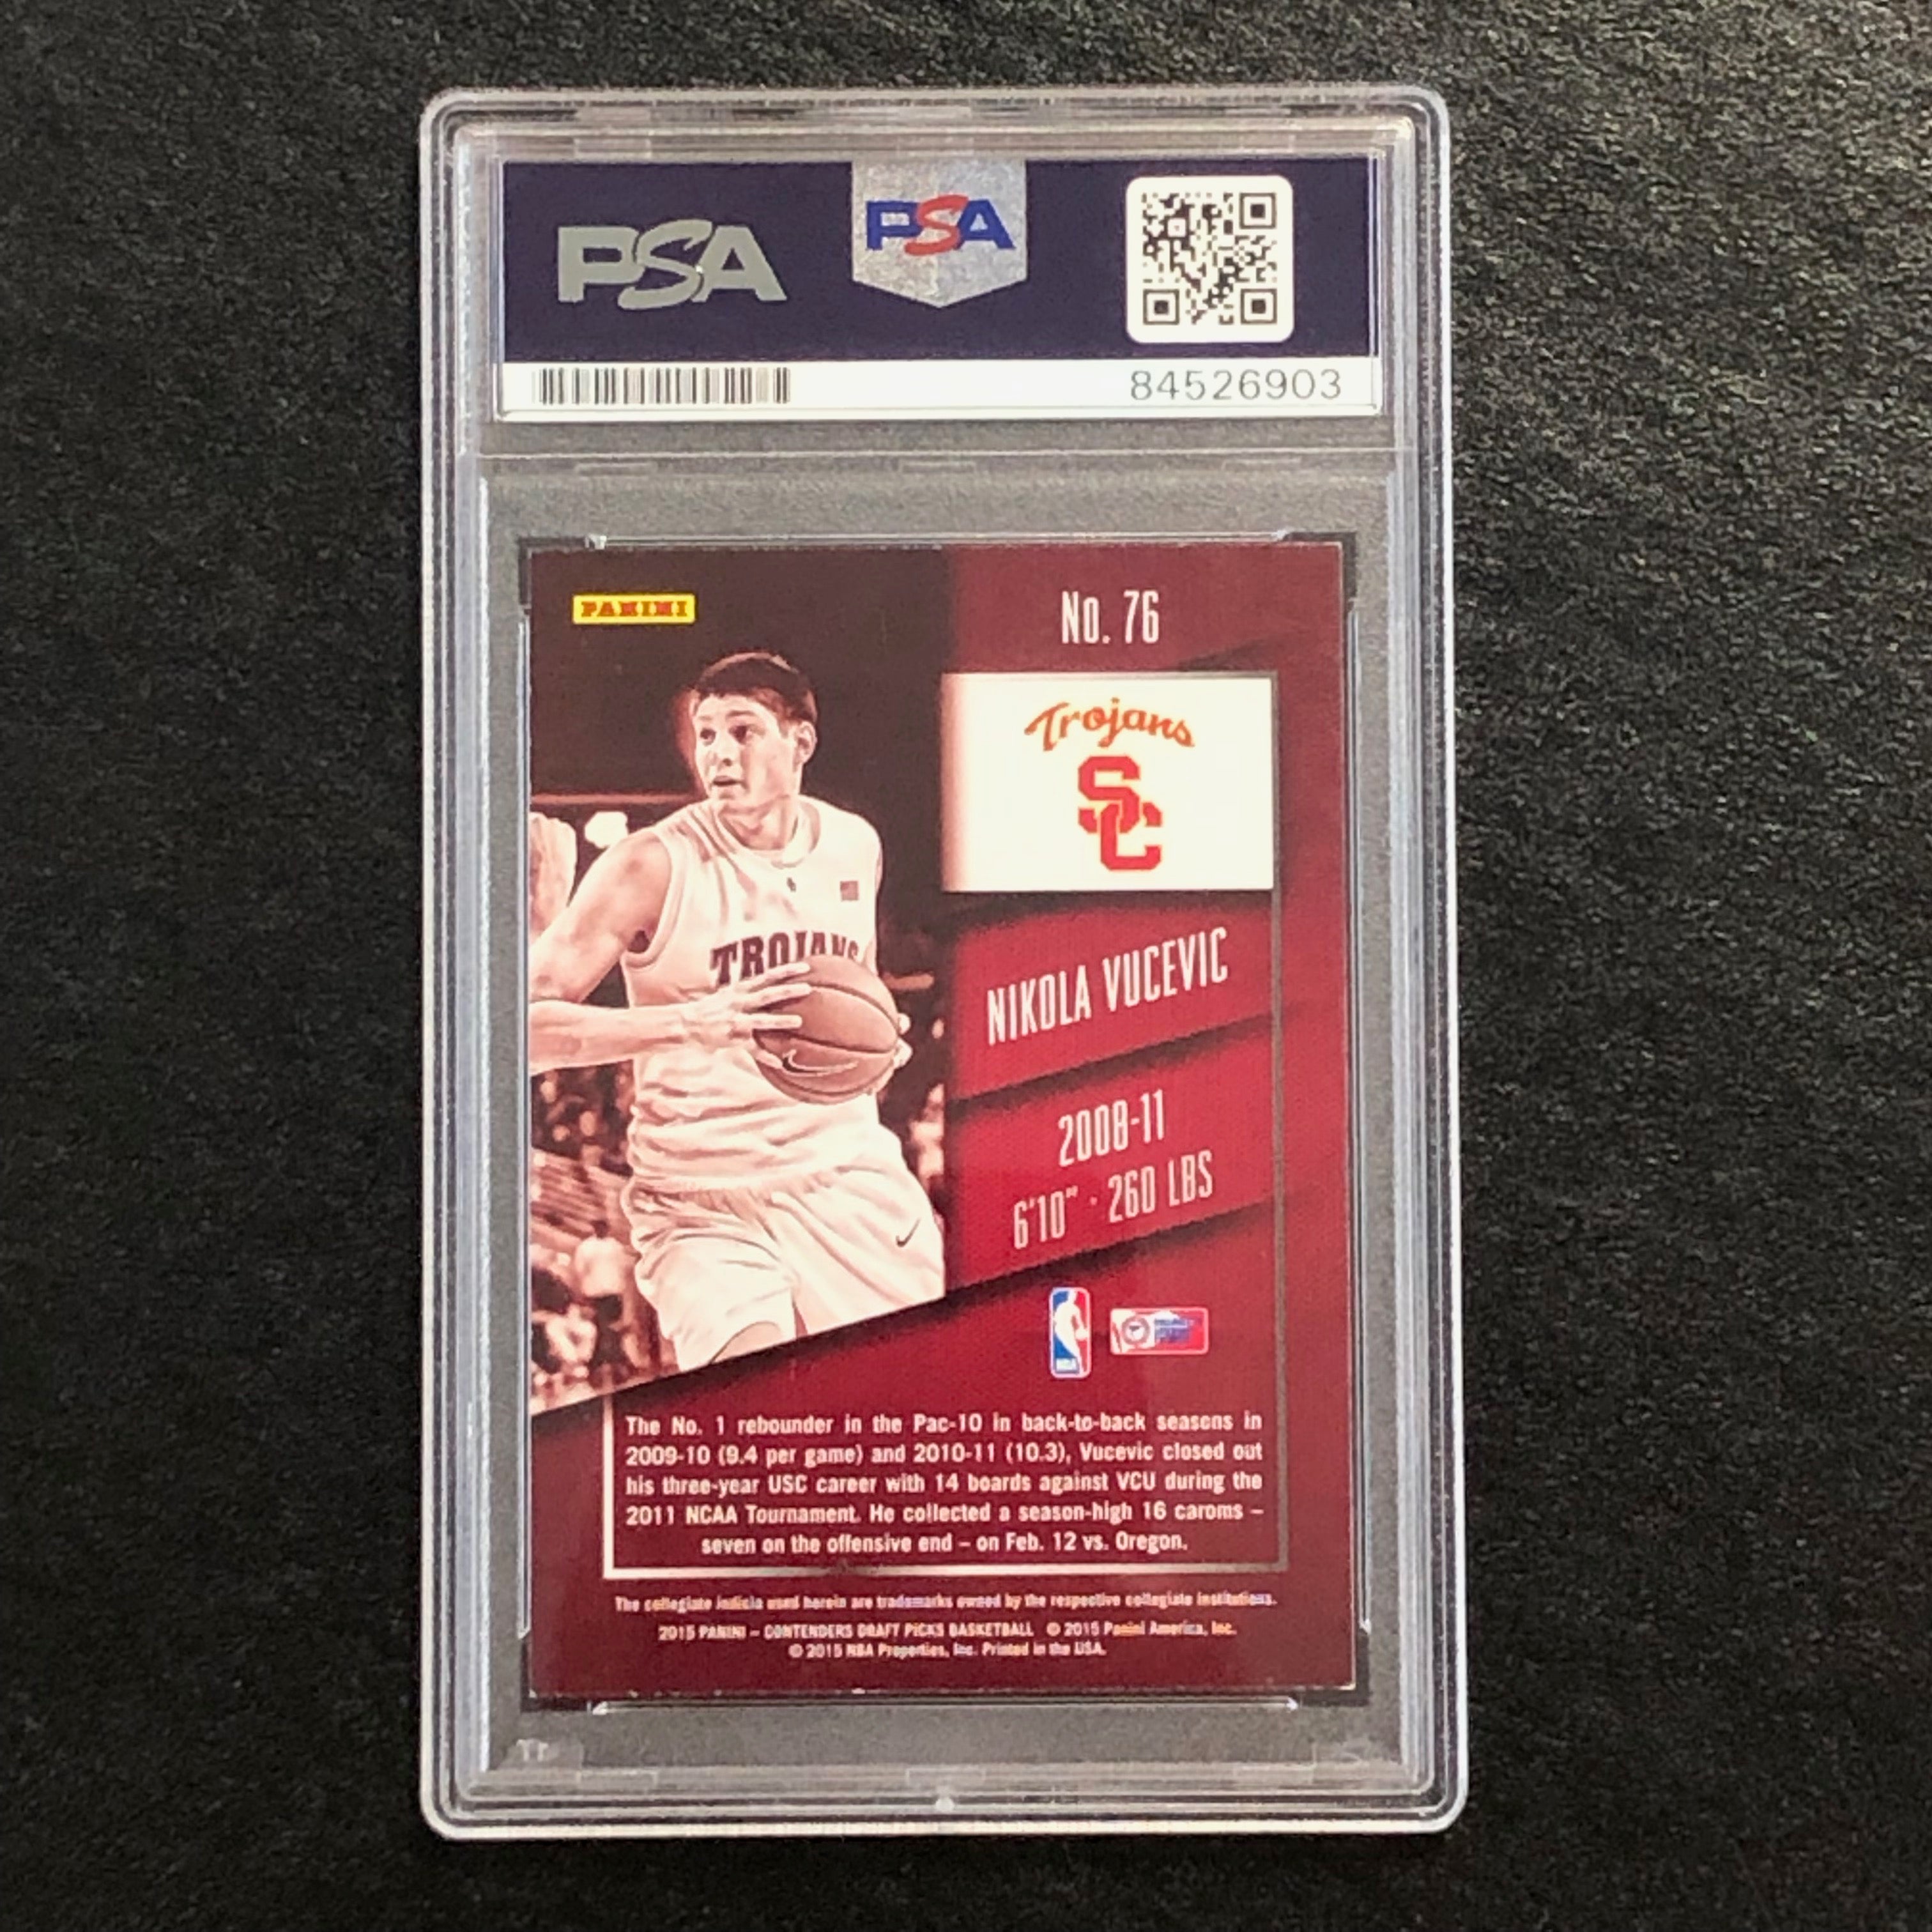 PSA
PSA
84526903
PANINI
No. 76
Trojans
SC
TROJANS
NIKOLA VUCEVIC
2008-11
6'10" · 260 LBS
NBA
The No. 1 rebounder in the Pac-10 in back-to-back seasons in
2009-10 (9.4 per game) and 2010-11 (10.3), Vucevic closed out
his three-year USC career with 14 boards against VCU during the
2011 NCAA Tournament. He collected a season-high 16 caroms –
seven on the offensive end – on Feb. 12 vs. Oregon.
The collegiate indicia used herein are trademarks owned by the respective collegiate institutions.
2015 PANINI – CONTENDERS DRAFT PICKS BASKETBALL © 2015 Panini America, Inc.
© 2015 NBA Properties, Inc. Printed in the USA.